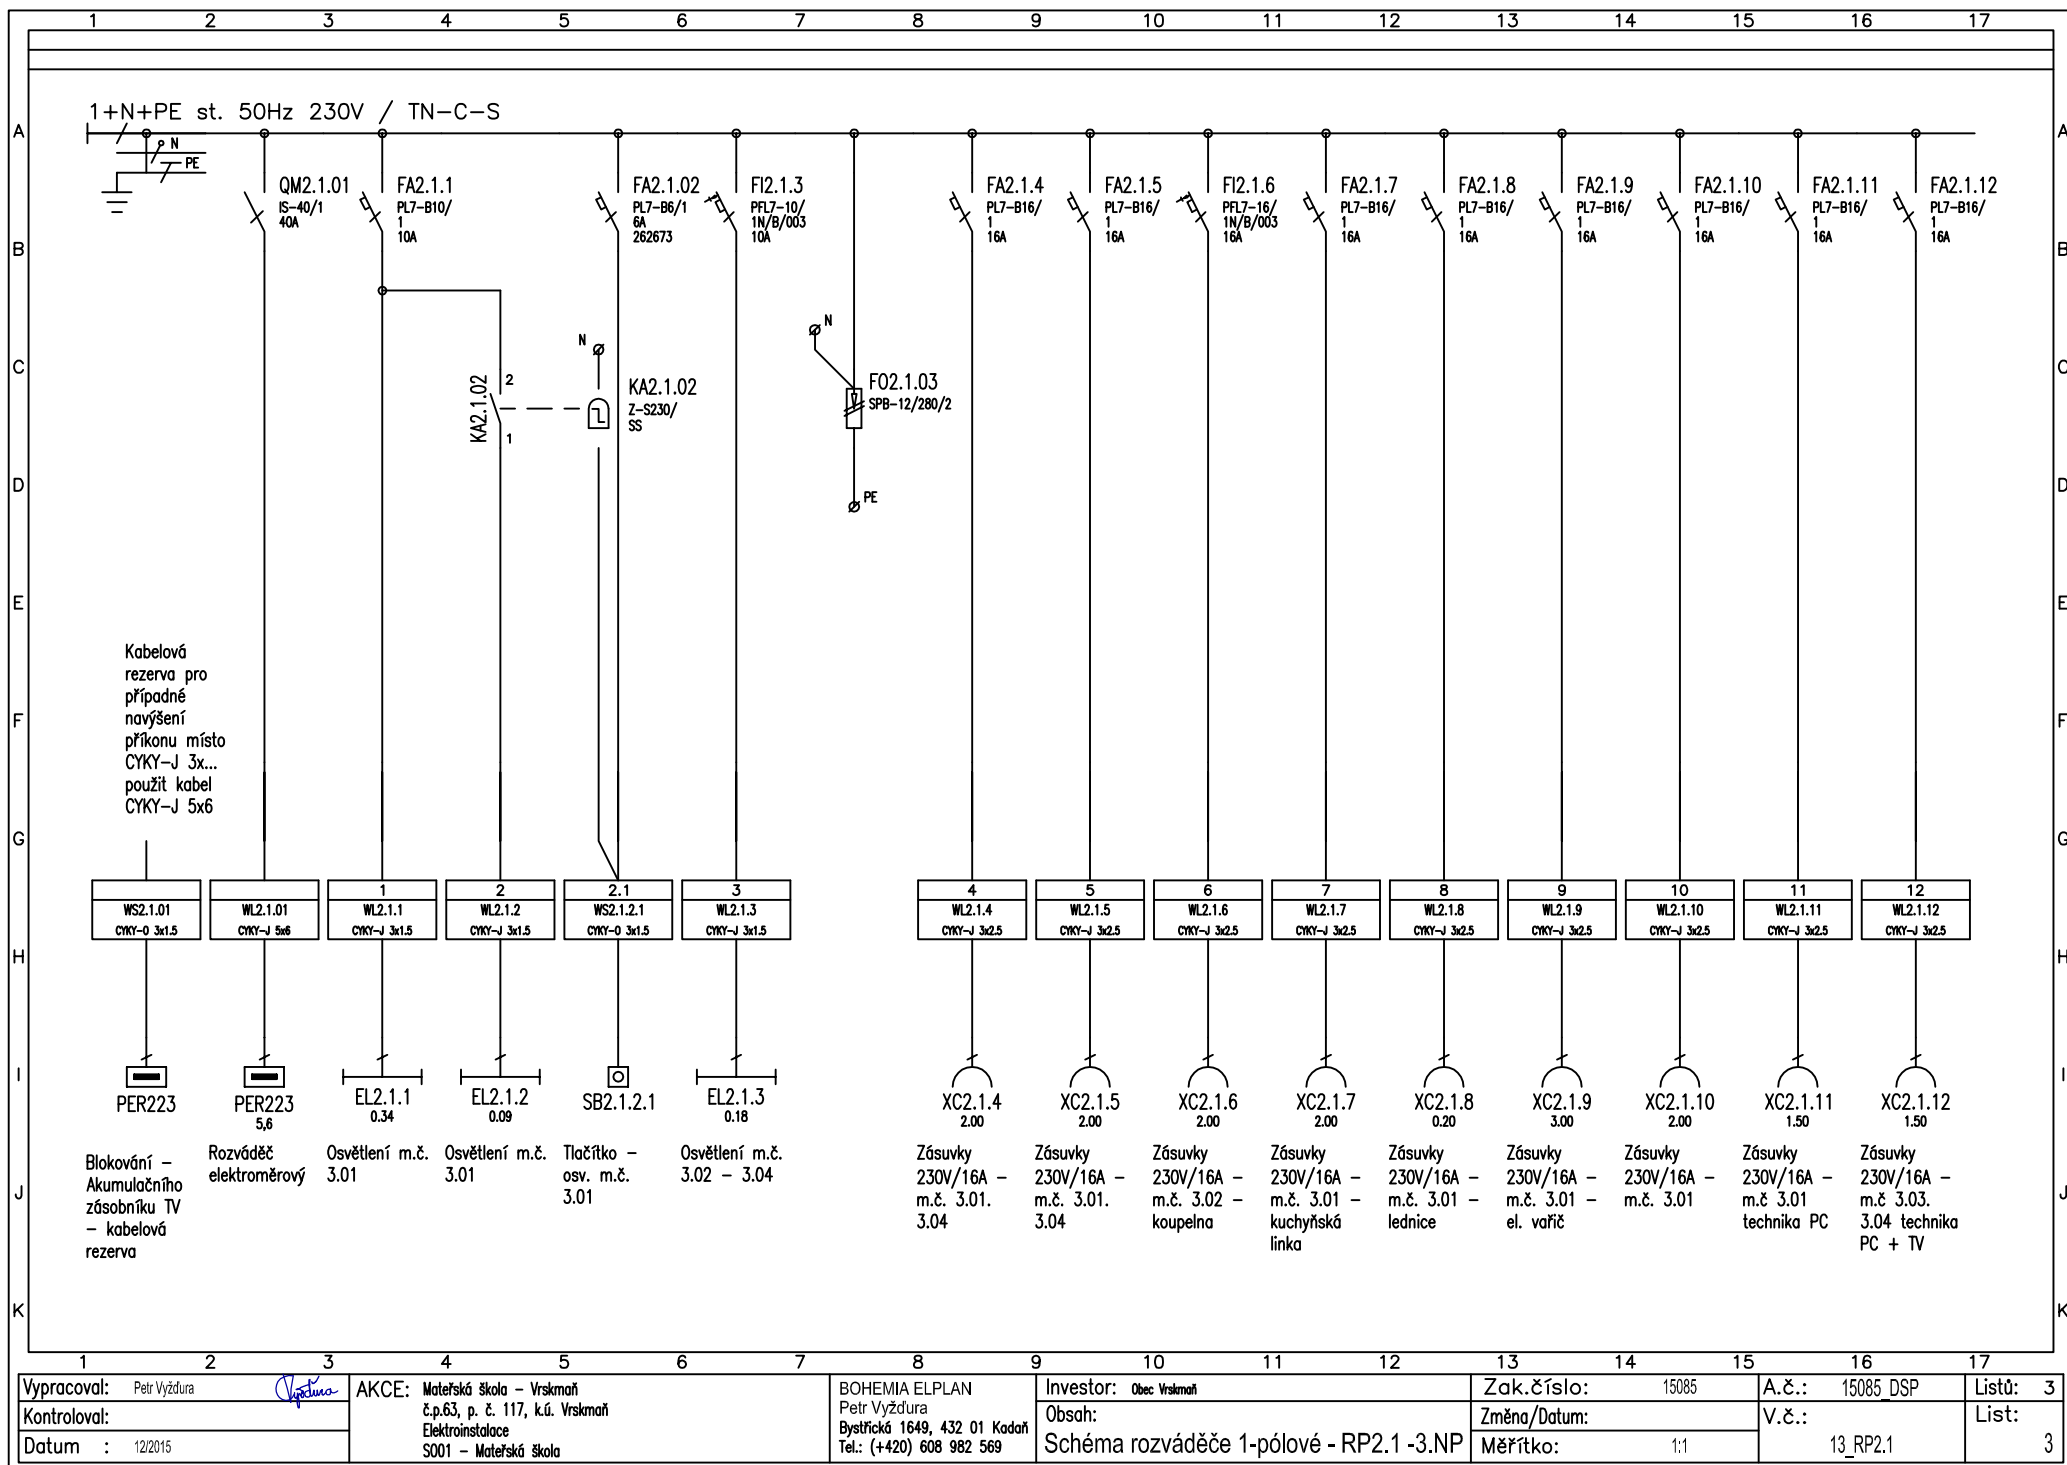 1 2 3 4 5 6 7 8 9 10 11 12 13 14 15 16 17
1+N+PE st. 50Hz 230V / TN-C-S
A A
N
PE
QM2.1.01
IS-40/1
40A
FA2.1.1
PL7-B10/
1
10A
FA2.1.02
PL7-B6/1
6A
262673
FI2.1.3
PFL7-10/
1N/B/003
10A
FA2.1.4
PL7-B16/
1
16A
FA2.1.5
PL7-B16/
1
16A
FI2.1.6
PFL7-16/
1N/B/003
16A
FA2.1.7
PL7-B16/
1
16A
FA2.1.8
PL7-B16/
1
16A
FA2.1.9
PL7-B16/
1
16A
FA2.1.10
PL7-B16/
1
16A
FA2.1.11
PL7-B16/
1
16A
FA2.1.12
PL7-B16/
1
16A
B B
N
N
C C
KA2.1.02
2
1
KA2.1.02
Z-S230/
SS
FO2.1.03
SPB-12/280/2
D D
PE
E E
Kabelová
rezerva pro
případné
navýšení
příkonu místo
CYKY-J 3x...
použit kabel
CYKY-J 5x6
F F
G G
WS2.1.01
CYKY-O 3x1.5
WL2.1.01
CYKY-J 5x6
1
WL2.1.1
CYKY-J 3x1.5
2
WL2.1.2
CYKY-J 3x1.5
2.1
WS2.1.2.1
CYKY-O 3x1.5
3
WL2.1.3
CYKY-J 3x1.5
4
WL2.1.4
CYKY-J 3x2.5
5
WL2.1.5
CYKY-J 3x2.5
6
WL2.1.6
CYKY-J 3x2.5
7
WL2.1.7
CYKY-J 3x2.5
8
WL2.1.8
CYKY-J 3x2.5
9
WL2.1.9
CYKY-J 3x2.5
10
WL2.1.10
CYKY-J 3x2.5
11
WL2.1.11
CYKY-J 3x2.5
12
WL2.1.12
CYKY-J 3x2.5
H H
I I
PER223
Blokování -
Akumulačního
zásobníku TV
- kabelová
rezerva
PER223
5,6
Rozváděč
elektroměrový
EL2.1.1
0.34
Osvětlení m.č.
3.01
EL2.1.2
0.09
Osvětlení m.č.
3.01
SB2.1.2.1
Tlačítko -
osv. m.č.
3.01
EL2.1.3
0.18
Osvětlení m.č.
3.02 - 3.04
XC2.1.4
2.00
Zásuvky
230V/16A -
m.č. 3.01.
3.04
XC2.1.5
2.00
Zásuvky
230V/16A -
m.č. 3.01.
3.04
XC2.1.6
2.00
Zásuvky
230V/16A -
m.č. 3.02 -
koupelna
XC2.1.7
2.00
Zásuvky
230V/16A -
m.č. 3.01 -
kuchyňská
linka
XC2.1.8
0.20
Zásuvky
230V/16A -
m.č. 3.01 -
lednice
XC2.1.9
3.00
Zásuvky
230V/16A -
m.č. 3.01 -
el. vařič
XC2.1.10
2.00
Zásuvky
230V/16A -
m.č. 3.01
XC2.1.11
1.50
Zásuvky
230V/16A -
m.č 3.01
technika PC
XC2.1.12
1.50
Zásuvky
230V/16A -
m.č 3.03.
3.04 technika
PC + TV
J J
K K
1 2 3 4 5 6 7 8 9 10 11 12 13 14 15 16 17
Vypracoval: Petr Vyžďura Vyžďura
Kontroloval:
Datum : 12/2015
AKCE: Mateřská škola - Vrskmaň
č.p.63, p. č. 117, k.ú. Vrskmaň
Elektroinstalace
SO01 - Mateřská škola
BOHEMIA ELPLAN
Petr Vyžďura
Bystřická 1649, 432 01 Kadaň
Tel.: (+420) 608 982 569
Investor: Obec Vrskmaň
Obsah:
Schéma rozváděče 1-pólové - RP2.1 -3.NP
Zak.číslo: 15085
Změna/Datum:
Měřítko: 1:1
A.č.: 15085_DSP
V.č.:
13_RP2.1
Listů: 3
List:
3